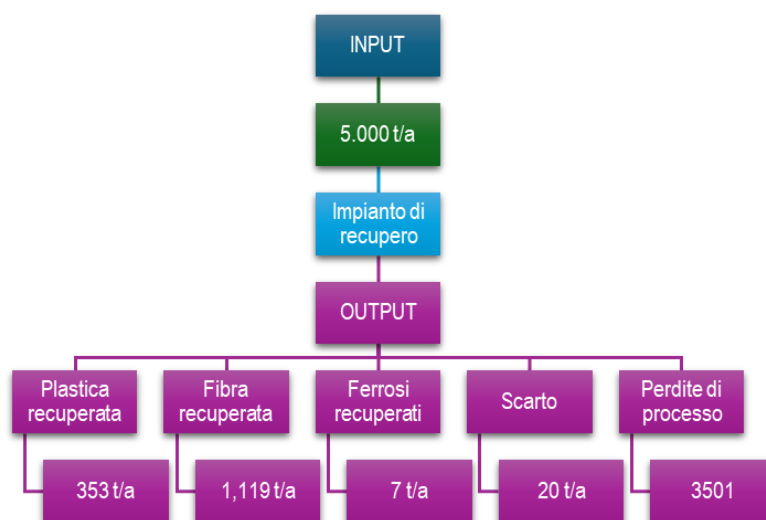 INPUT
5.000 t/a
Impianto di
recupero
OUTPUT
Plastica
recuperata
Fibra
recuperata
Ferrosi
recuperati
Scarto
Perdite di
processo
353 t/a
1,119 t/a
7 t/a
20 t/a
3501